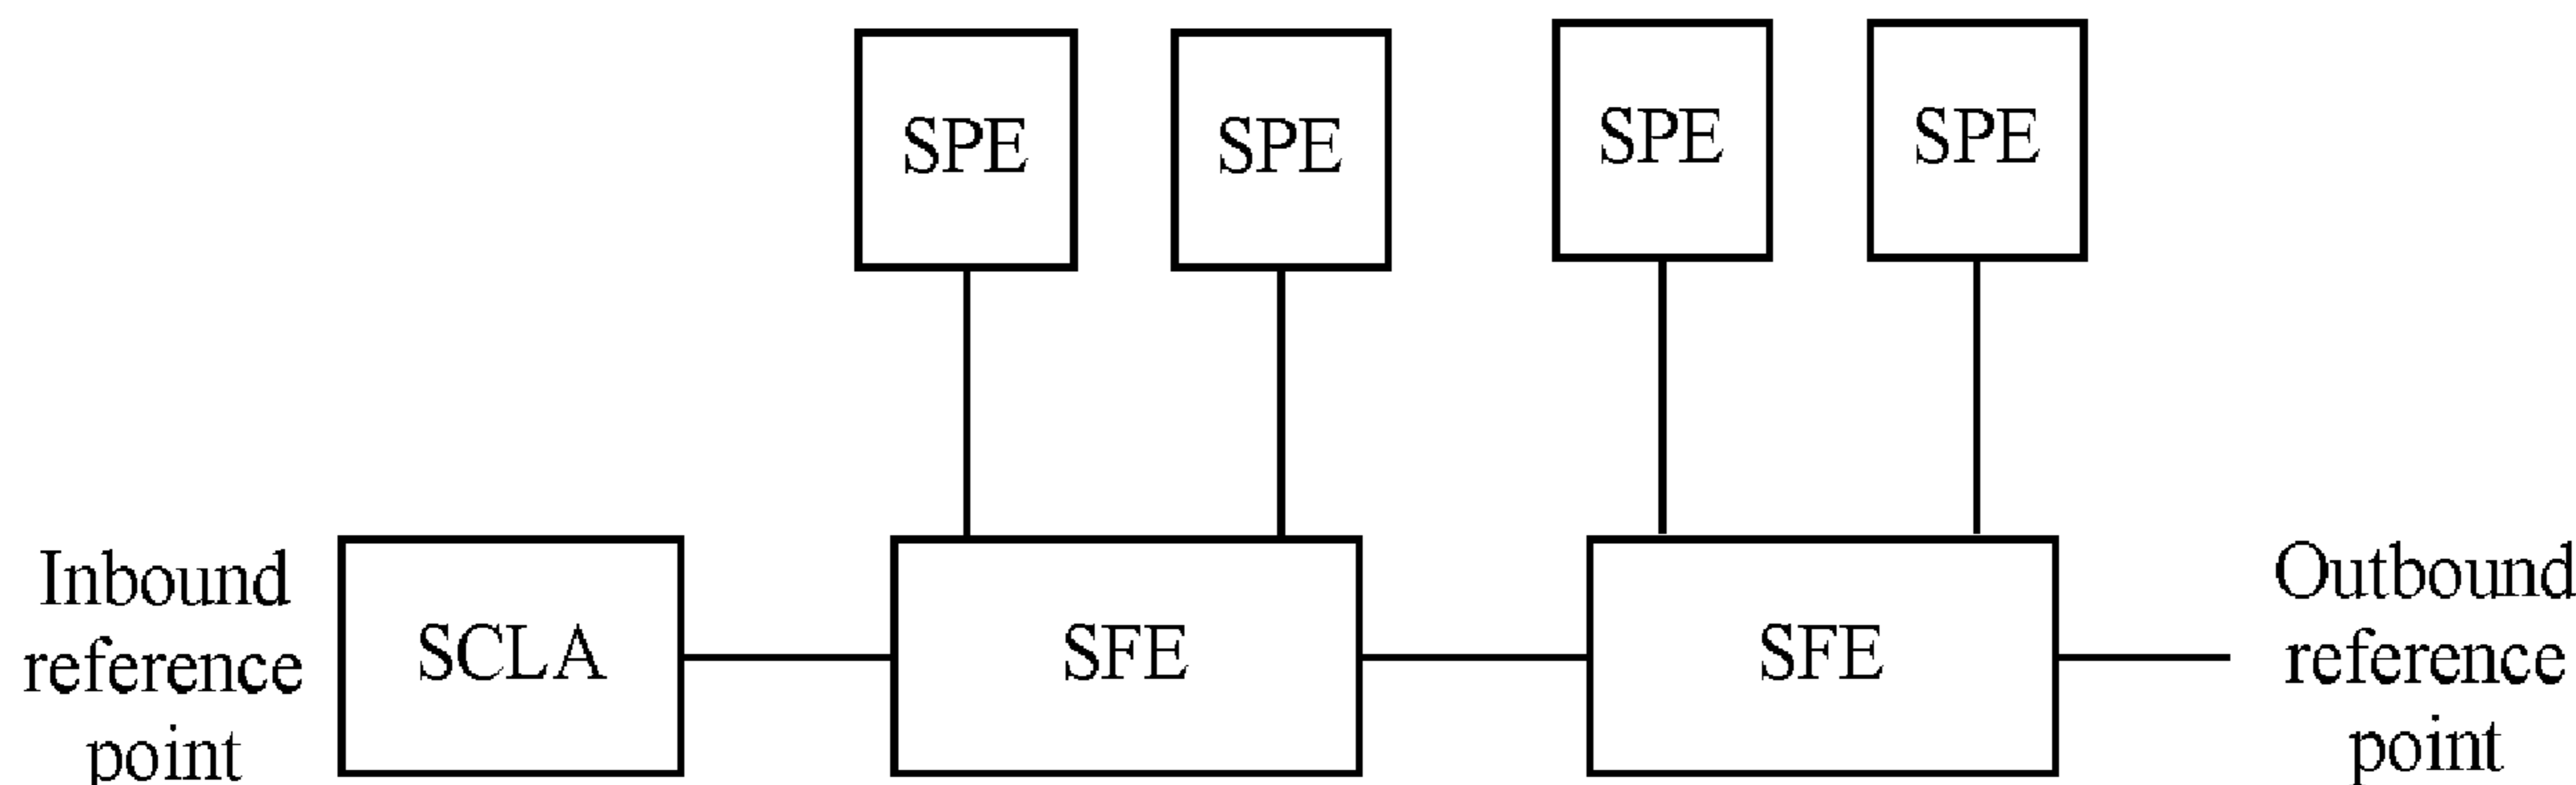 SPE
SPE
SPE
SPE
Inbound
reference
point
SCLA
SFE
SFE
Outbound
reference
point